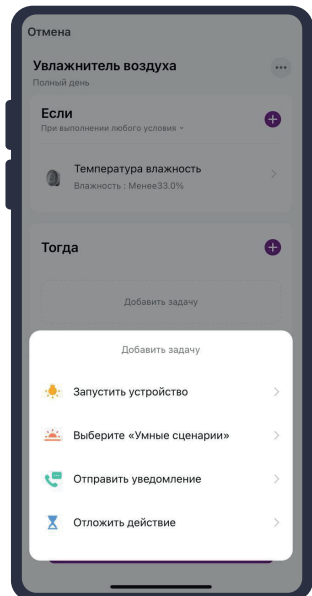 Отмена
Увлажнитель воздуха
Полный день
Если
При выполнении любого условия
Температура влажность
Влажность : Менее33.0%
Тогда
Добавить задачу
Добавить задачу
Запустить устройство
Выберите «Умные сценарии»
Отправить уведомление
Отложить действие